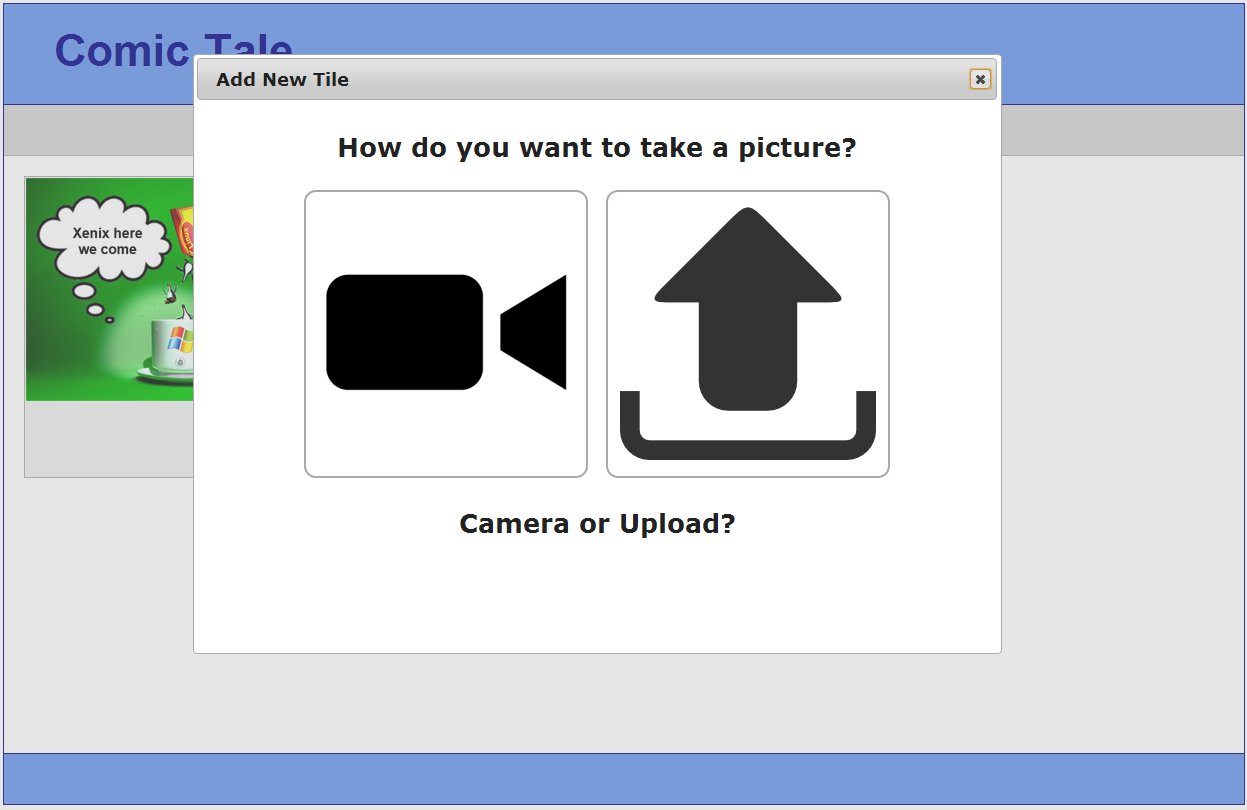 Comic Tale
Add New Tile
How do you want to take a picture?
Xenix here
we come
Camera or Upload?